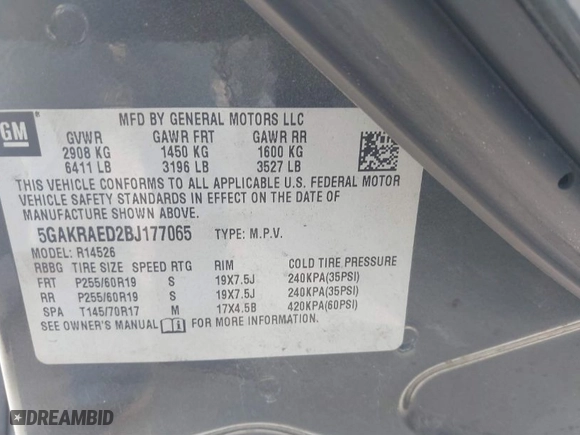 GM
MFD BY GENERAL MOTORS LLC
GVWR GAWR FRT GAWR RR
2908 KG 1450 KG 1600 KG
6411 LB 3196 LB 3527 LB
THIS VEHICLE CONFORMS TO ALL APPLICABLE U.S. FEDERAL MOTOR
VEHICLE SAFETY STANDARDS IN EFFECT ON THE DATE OF
MANUFACTURE SHOWN ABOVE.
5GAKRAED2BJ177065 TYPE: M.P.V.
MODEL: R14526
RBBG TIRE SIZE SPEED RTG RIM COLD TIRE PRESSURE
FRT P255/60R19 S 19X7.5J 240KPA(35PSI)
RR P255/60R19 S 19X7.5J 240KPA(35PSI)
SPA T145/70R17 M 17X4.5B 420KPA(60PSI)
SEE OWNER'S MANUAL FOR MORE INFORMATION.
DREAMBID